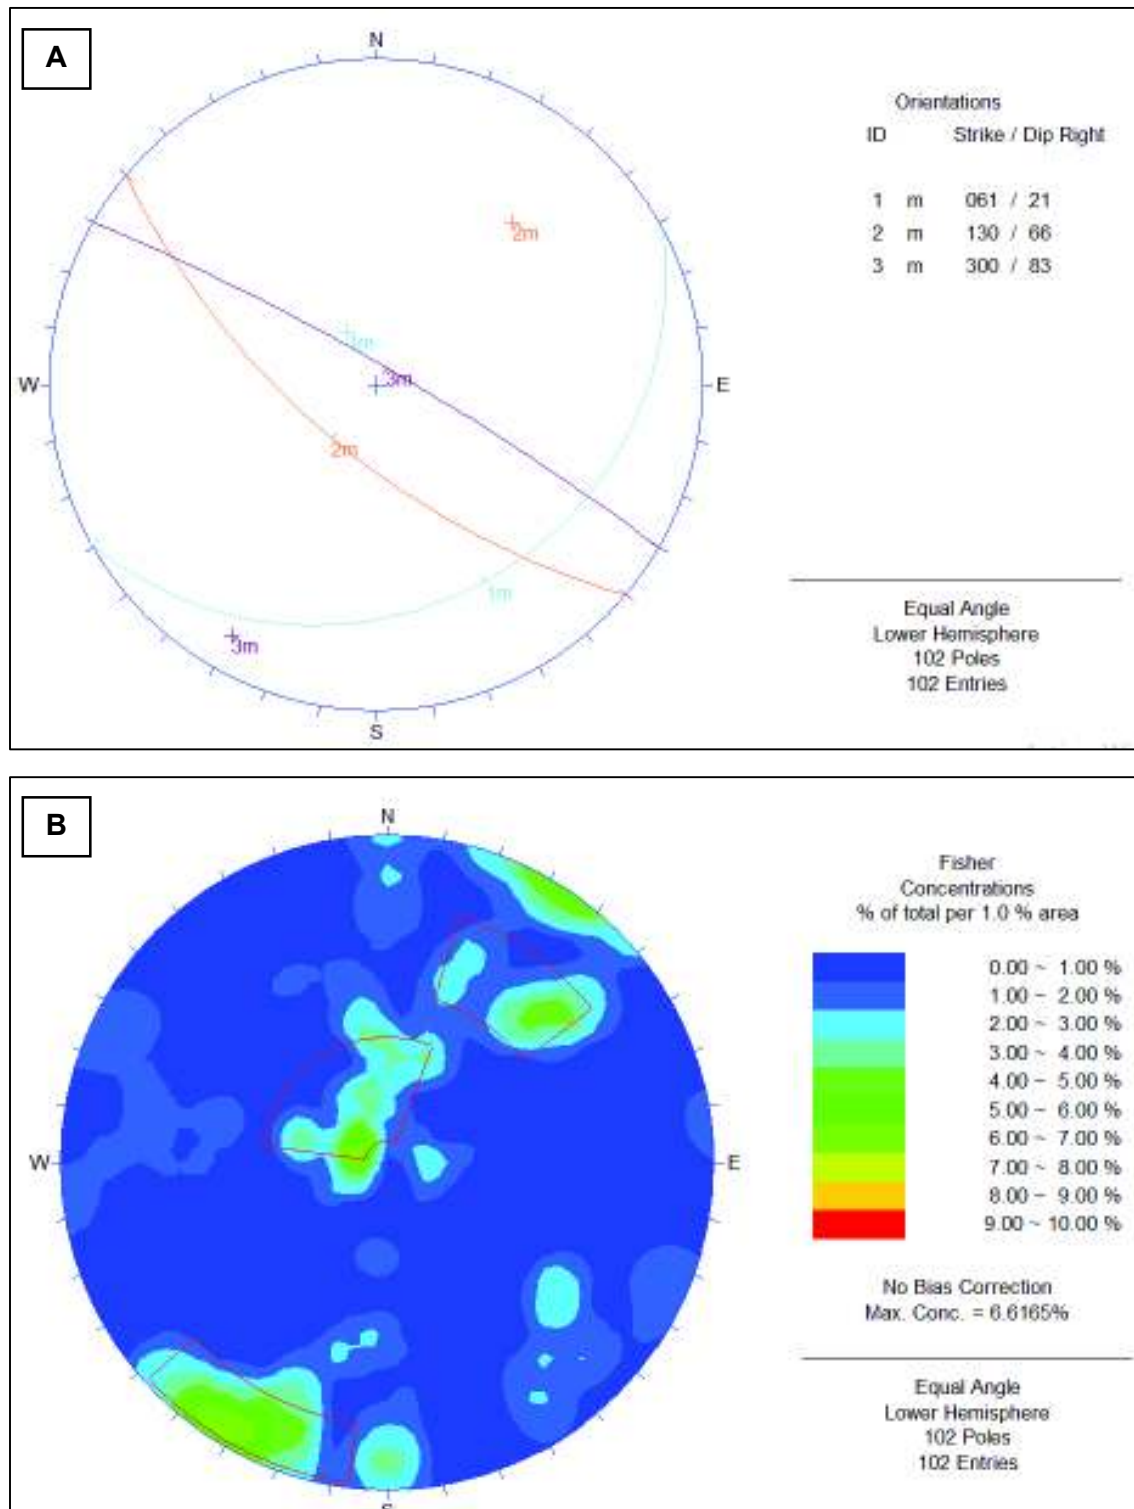 A
N
Orientations
ID Strike / Dip Right
1 m 061 / 21
2 m 130 / 66
3 m 300 / 83
2m
1m
3m
W
E
2m
1m
3m
S
Equal Angle
Lower Hemisphere
102 Poles
102 Entries
B
N
Fisher
Concentrations
% of total per 1.0 % area
0.00 ~ 1.00 %
1.00 ~ 2.00 %
2.00 ~ 3.00 %
3.00 ~ 4.00 %
4.00 ~ 5.00 %
5.00 ~ 6.00 %
6.00 ~ 7.00 %
7.00 ~ 8.00 %
8.00 ~ 9.00 %
9.00 ~ 10.00 %
W
E
No Bias Correction
Max. Conc. = 6.6165%
Equal Angle
Lower Hemisphere
102 Poles
102 Entries
S